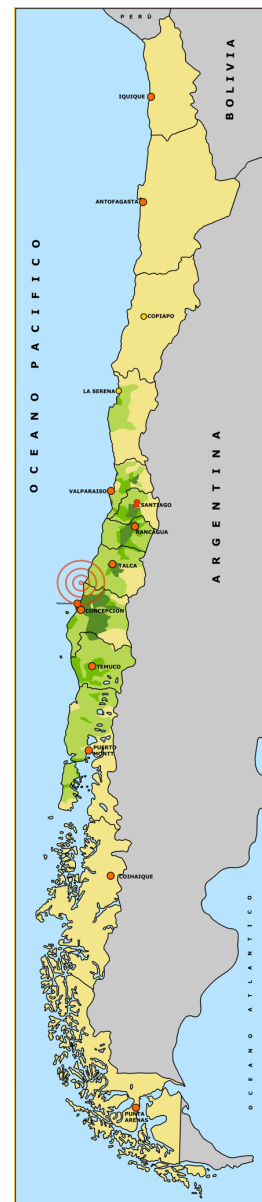 PERÚ
BOLIVIA
IQUIQUE
ANTOFAGASTA
OCEANO PACIFICO
COPIAPO
LA SERENA
ARGENTINA
VALPARAISO
SANTIAGO
RANCAGUA
TALCA
CONCEPCIÓN
TEMUCO
PUERTO
MONTT
COIHAIQUE
OCEANO ATLANTICO
PUNTA
ARENAS